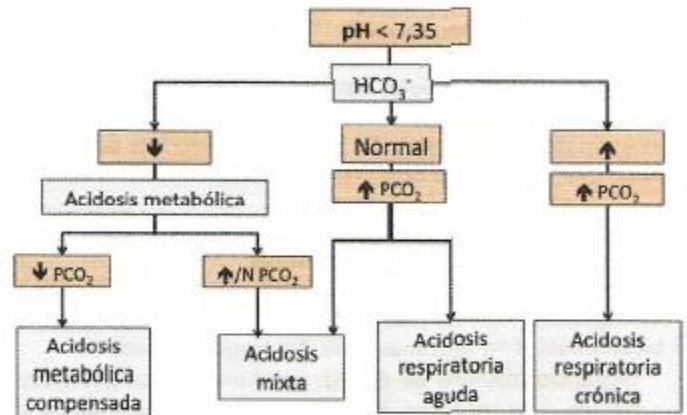 pH < 7,35
HCO₃⁻
↓
Normal
↑
↑ PCO₂
↑ PCO₂
Acidosis metabólica
↓ PCO₂
↑/N PCO₂
Acidosis
metabólica
compensada
Acidosis
mixta
Acidosis
respiratoria
aguda
Acidosis
respiratoria
crónica